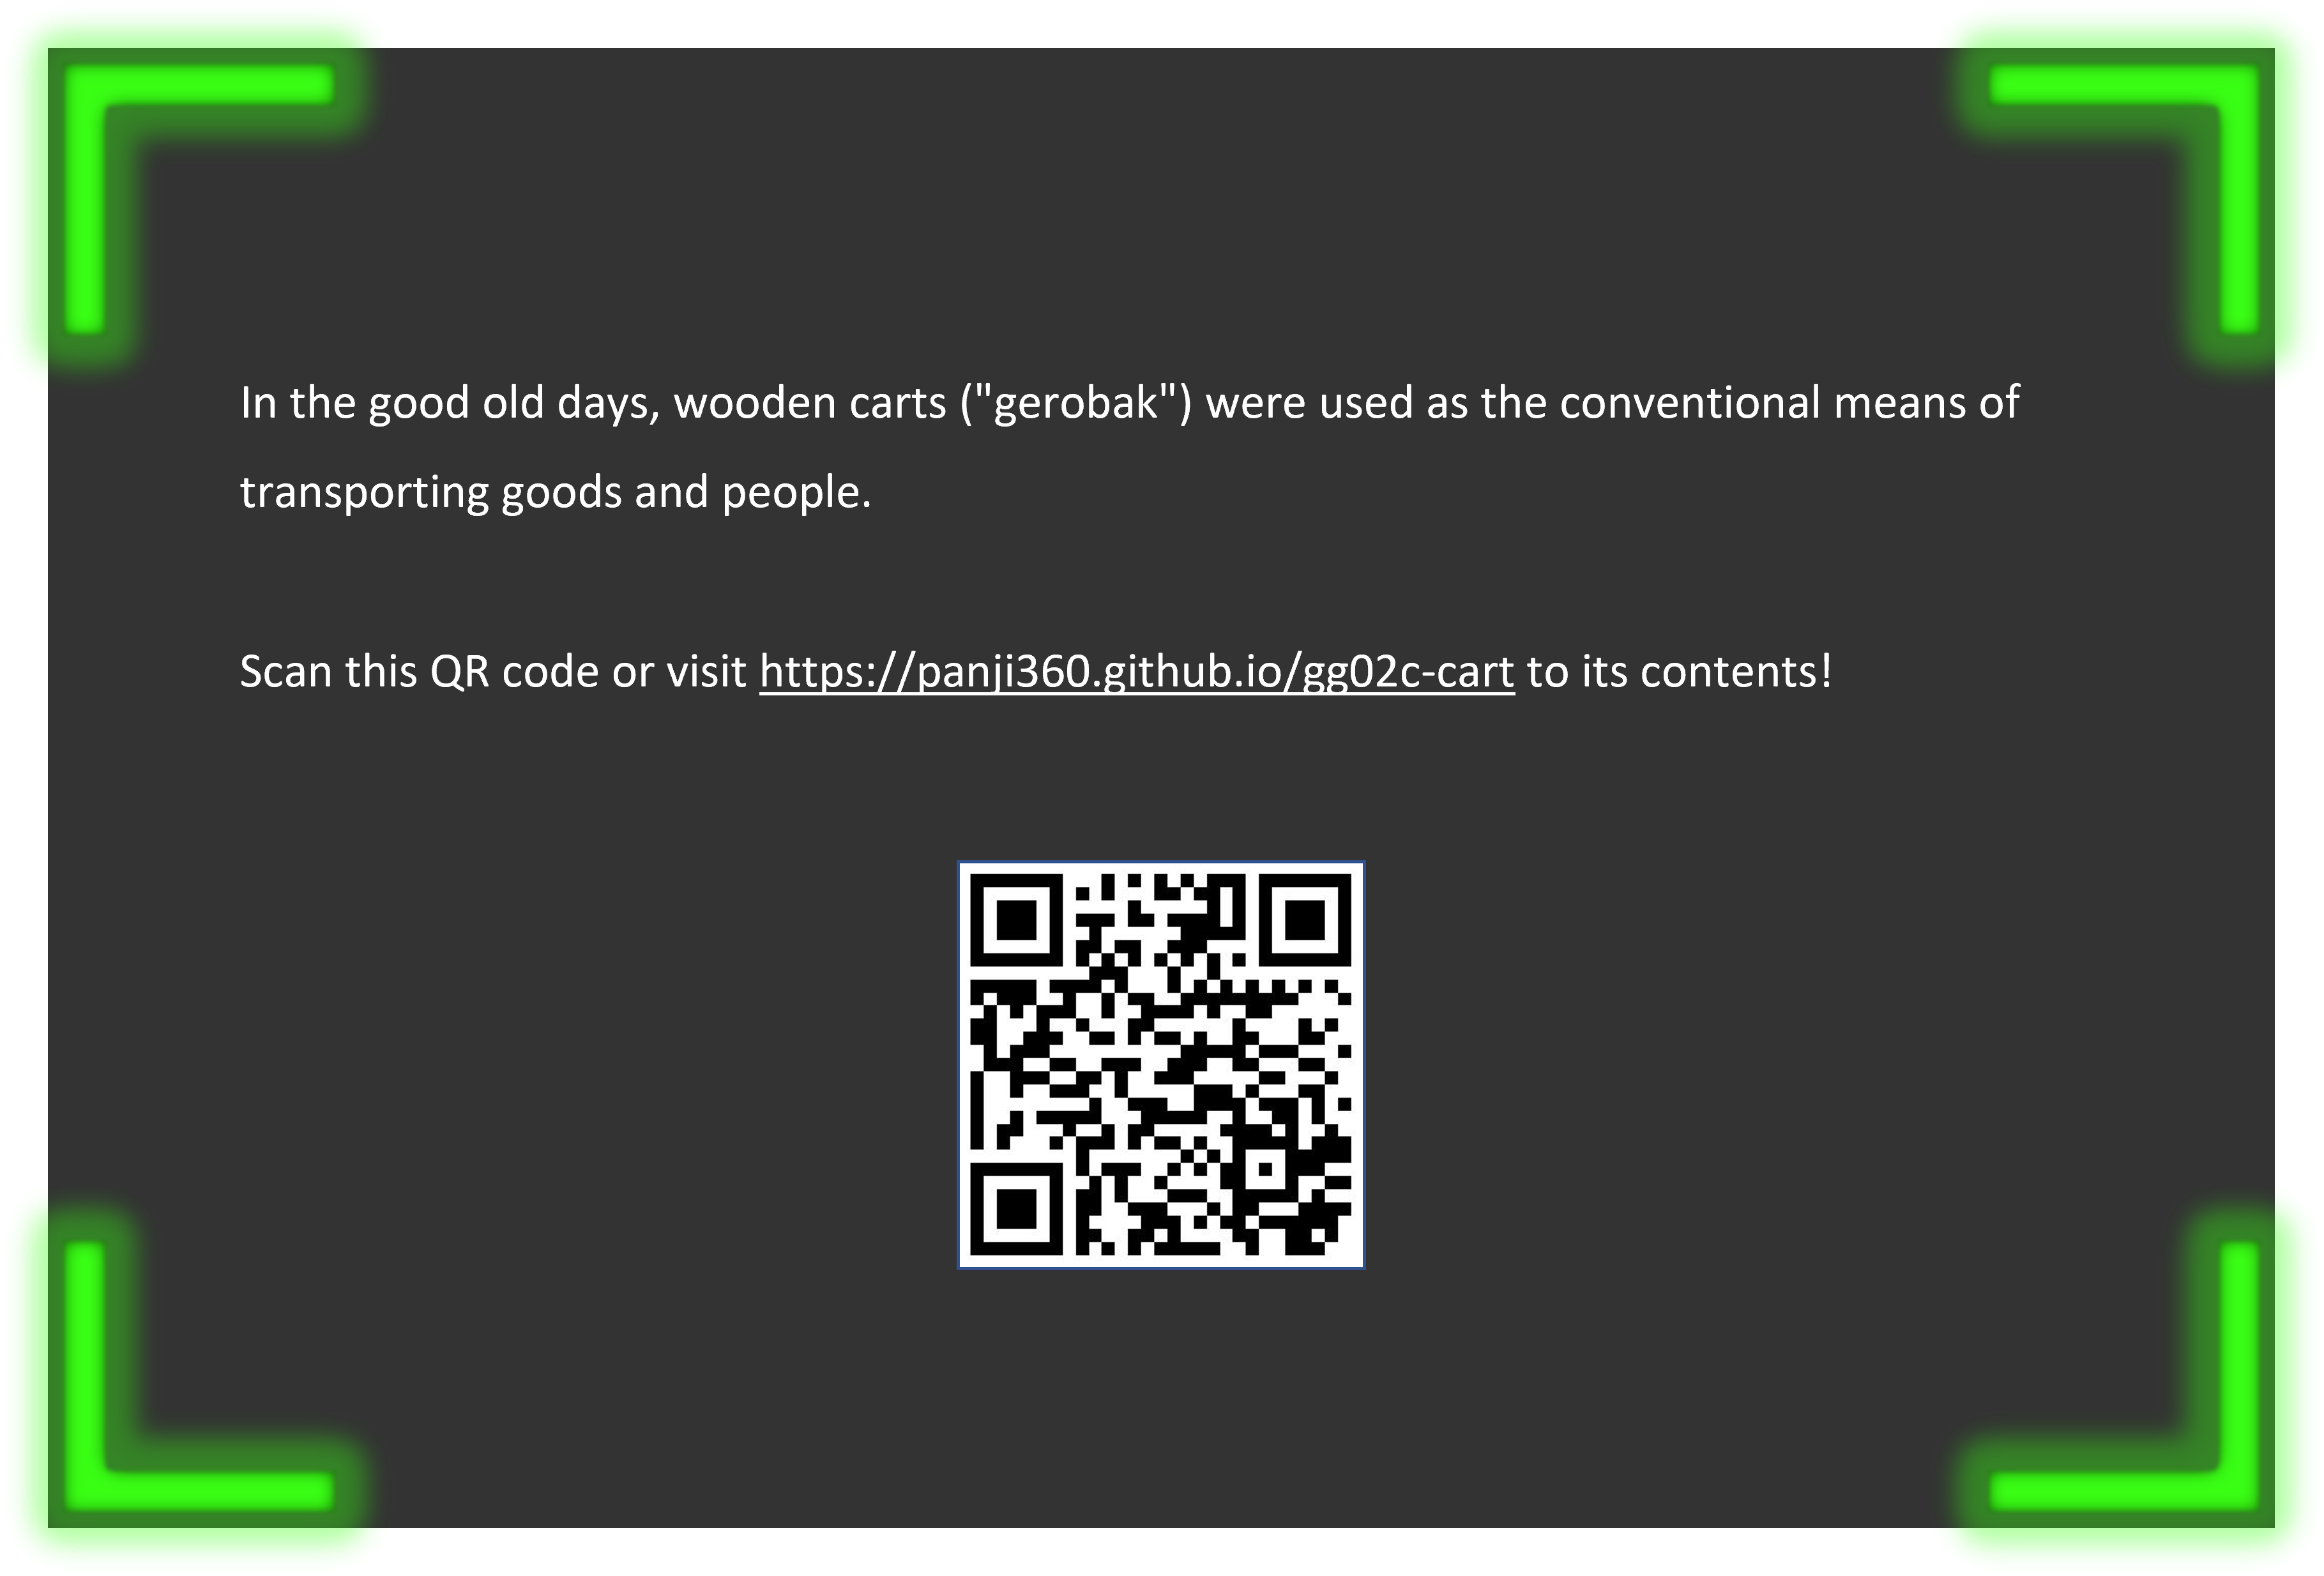 In the good old days, wooden carts ("gerobak") were used as the conventional means of
transporting goods and people.
Scan this QR code or visit https://panji360.github.io/gg02c-cart to its contents!